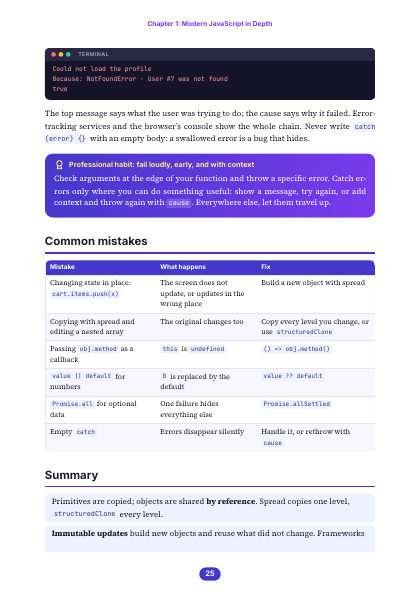 Chapter 1: Modern JavaScript in Depth
TERMINAL
Could not load the profile
Because: NotFoundError - User #7 was not found
true
The top message says what the user was trying to do; the cause says why it failed. Error-
tracking services and the browser's console show the whole chain. Never write catch
(error) {} with an empty body: a swallowed error is a bug that hides.
Professional habit: fail loudly, early, and with context
Check arguments at the edge of your function and throw a specific error. Catch er-
rors only where you can do something useful: show a message, try again, or add
context and throw again with cause. Everywhere else, let them travel up.
Common mistakes
Mistake What happens Fix
Changing state in place: The screen does not Build a new object with spread
cart.items.push(x) update, or updates in the
wrong place
Copying with spread and The original changes too Copy every level you change, or
editing a nested array use structuredClone
Passing obj.method as a this is undefined () => obj.method()
callback
value || default for 0 is replaced by the value ?? default
numbers default
Promise.all for optional One failure hides Promise.allSettled
data everything else
Empty catch Errors disappear silently Handle it, or rethrow with
cause
Summary
Primitives are copied; objects are shared by reference. Spread copies one level,
structuredClone every level.
Immutable updates build new objects and reuse what did not change. Frameworks
25